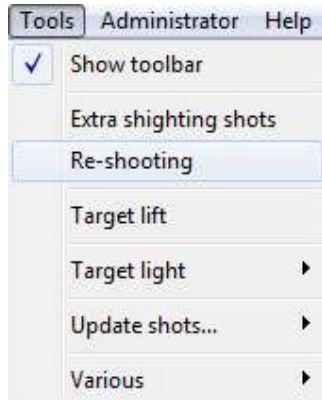 Tools Administrator Help
Show toolbar
Extra shighting shots
Re-shooting
Target lift
Target light
Update shots...
Various